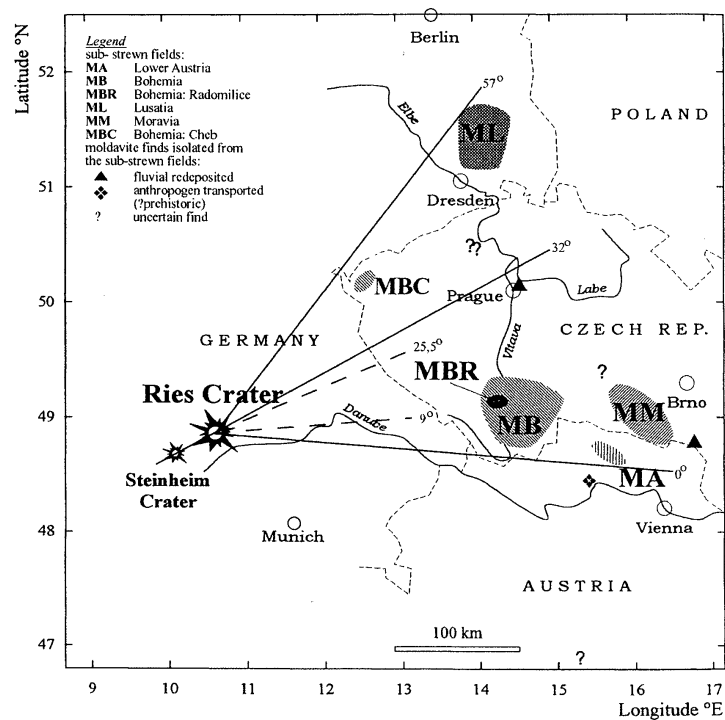 Latitude °N
52
51
50
49
48
47
9
10
11
12
13
14
15
16
17
Longitude °E
Legend
sub- strewn fields:
MA Lower Austria
MB Bohemia
MBR Bohemia: Radomilice
ML Lusatia
MM Moravia
MBC Bohemia: Cheb
moldavite finds isolated from
the sub-strewn fields:
fluvial redeposited
anthropogen transported
(?prehistoric)
? uncertain find
Berlin
57°
Elbe
POLAND
ML
Dresden
??
32°
MBC
Prague
Labe
GERMANY
Vltava
CZECH REP.
25,5°
MBR
?
Ries Crater
Brno
Danube
9°
MB
MM
Steinheim
Crater
MA
0°
Munich
Vienna
AUSTRIA
100 km
?